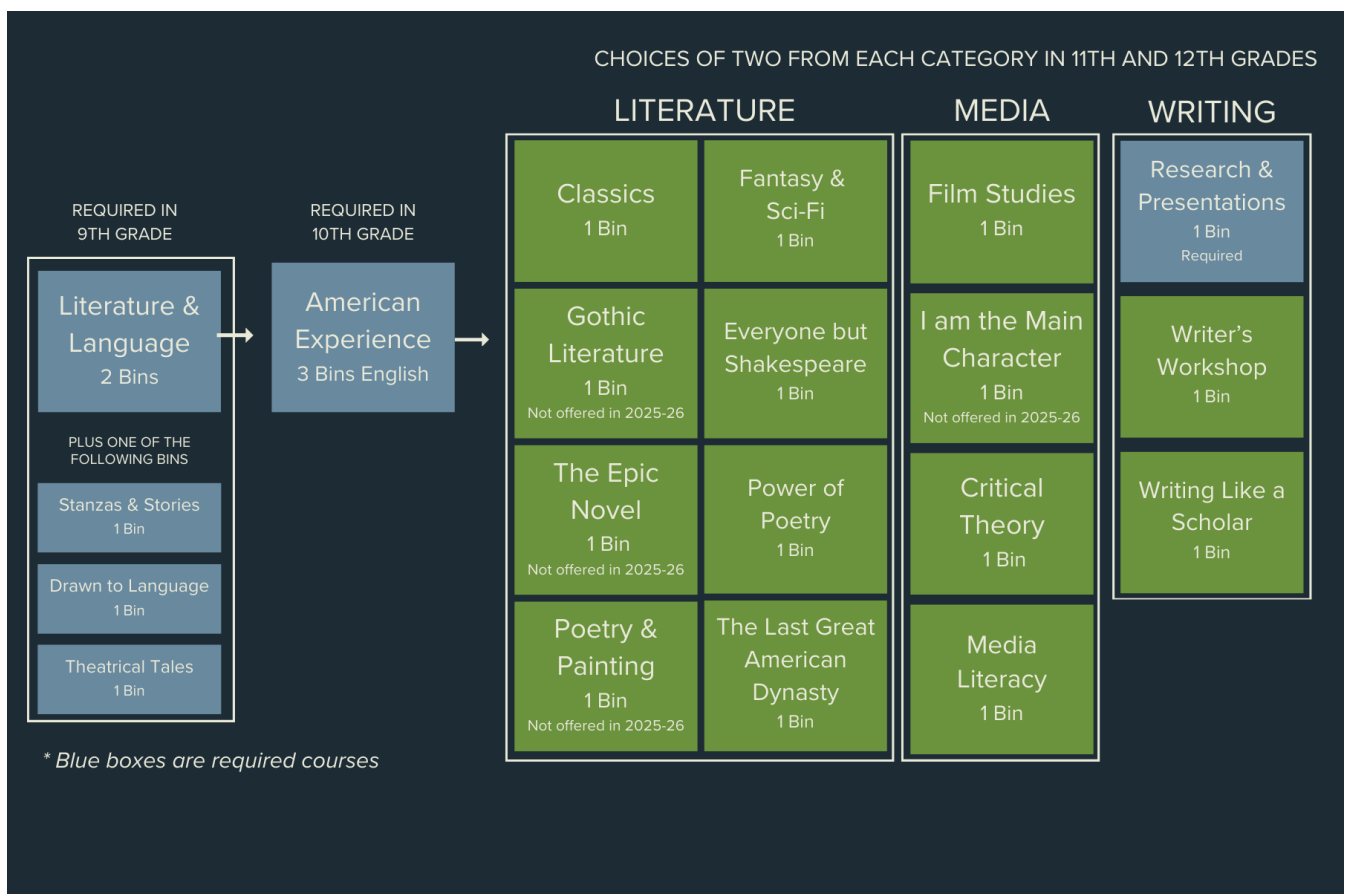 CHOICES OF TWO FROM EACH CATEGORY IN 11TH AND 12TH GRADES
REQUIRED IN
9TH GRADE
Literature &
Language
2 Bins
PLUS ONE OF THE
FOLLOWING BINS
Stanzas & Stories
1 Bin
Drawn to Language
1 Bin
Theatrical Tales
1 Bin
REQUIRED IN
10TH GRADE
American
Experience
3 Bins English
LITERATURE
Classics
1 Bin
Fantasy &
Sci-Fi
1 Bin
Gothic
Literature
1 Bin
Not offered in 2025-26
Everyone but
Shakespeare
1 Bin
The Epic
Novel
1 Bin
Not offered in 2025-26
Power of
Poetry
1 Bin
Poetry &
Painting
1 Bin
Not offered in 2025-26
The Last Great
American
Dynasty
1 Bin
MEDIA
Film Studies
1 Bin
I am the Main
Character
1 Bin
Not offered in 2025-26
Critical
Theory
1 Bin
Media
Literacy
1 Bin
WRITING
Research &
Presentations
1 Bin
Required
Writer's
Workshop
1 Bin
Writing Like a
Scholar
1 Bin
* Blue boxes are required courses